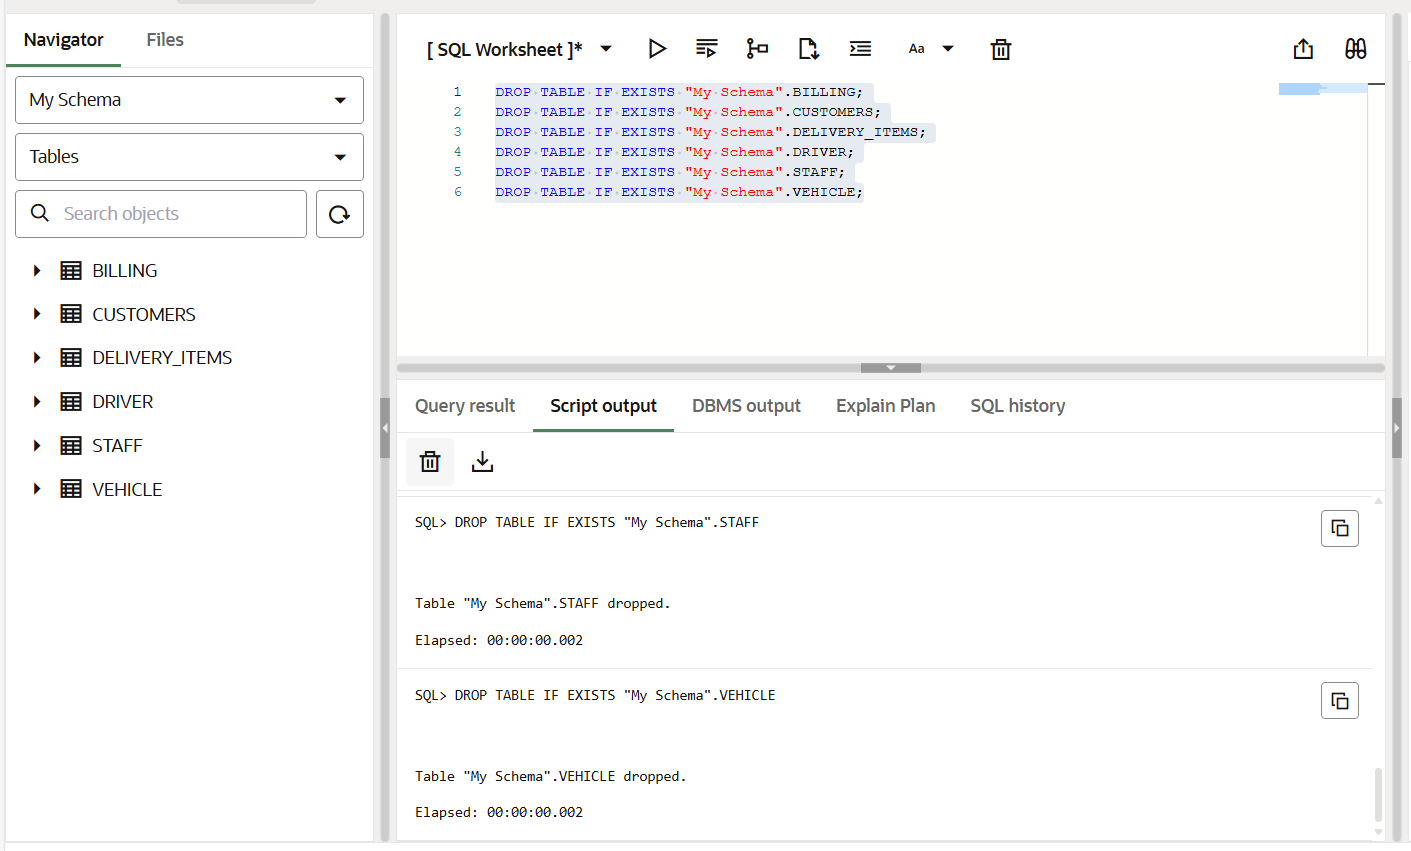 Navigator Files
My Schema
Tables
Search objects
BILLING
CUSTOMERS
DELIVERY_ITEMS
DRIVER
STAFF
VEHICLE
[ SQL Worksheet ]* Aa
1 DROP TABLE IF EXISTS "My Schema".BILLING;
2 DROP TABLE IF EXISTS "My Schema".CUSTOMERS;
3 DROP TABLE IF EXISTS "My Schema".DELIVERY_ITEMS;
4 DROP TABLE IF EXISTS "My Schema".DRIVER;
5 DROP TABLE IF EXISTS "My Schema".STAFF;
6 DROP TABLE IF EXISTS "My Schema".VEHICLE;
Query result Script output DBMS output Explain Plan SQL history
SQL> DROP TABLE IF EXISTS "My Schema".STAFF
Table "My Schema".STAFF dropped.
Elapsed: 00:00:00.002
SQL> DROP TABLE IF EXISTS "My Schema".VEHICLE
Table "My Schema".VEHICLE dropped.
Elapsed: 00:00:00.002